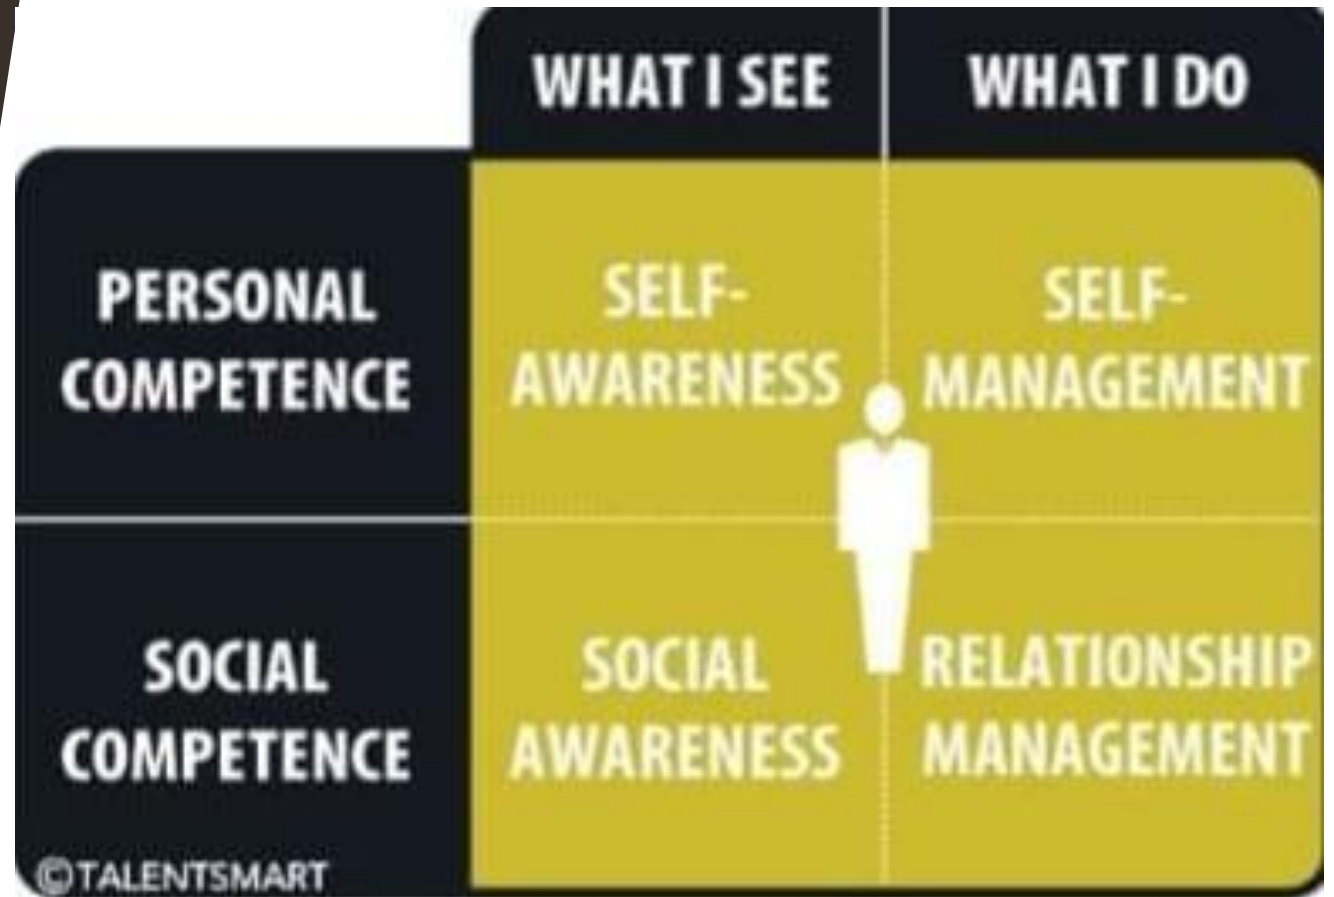 WHAT I SEE
WHAT I DO
PERSONAL
COMPETENCE
SELF-
AWARENESS
SELF-
MANAGEMENT
SOCIAL
COMPETENCE
SOCIAL
AWARENESS
RELATIONSHIP
MANAGEMENT
©TALENTSMART